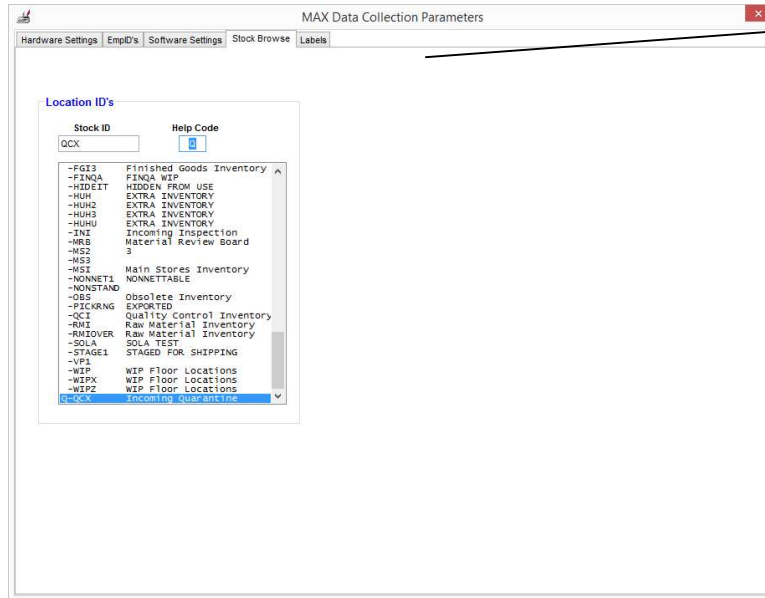 MAX Data Collection Parameters
Hardware Settings EmpID's Software Settings Stock Browse Labels
Location ID's
Stock ID Help Code
QCX Q
-FGI3 Finished Goods Inventory
-FINQA FINQA WIP
-HIDEIT HIDDEN FROM USE
-HUH EXTRA INVENTORY
-HUH2 EXTRA INVENTORY
-HUH3 EXTRA INVENTORY
-HUHU EXTRA INVENTORY
-INI Incoming Inspection
-MRB Material Review Board
-MS2 3
-MS3
-MSI Main Stores Inventory
-NONNET1 NONNETTABLE
-NONSTAND
-OBS Obsolete Inventory
-PICKRNG EXPORTED
-QCI Quality Control Inventory
-RMI Raw Material Inventory
-RMIOVER Raw Material Inventory
-SOLA SOLA TEST
-STAGE1 STAGED FOR SHIPPING
-VP1
-WIP WIP Floor Locations
-WIPX WIP Floor Locations
-WIPZ WIP Floor Locations
Q-QCX Incoming Quarantine